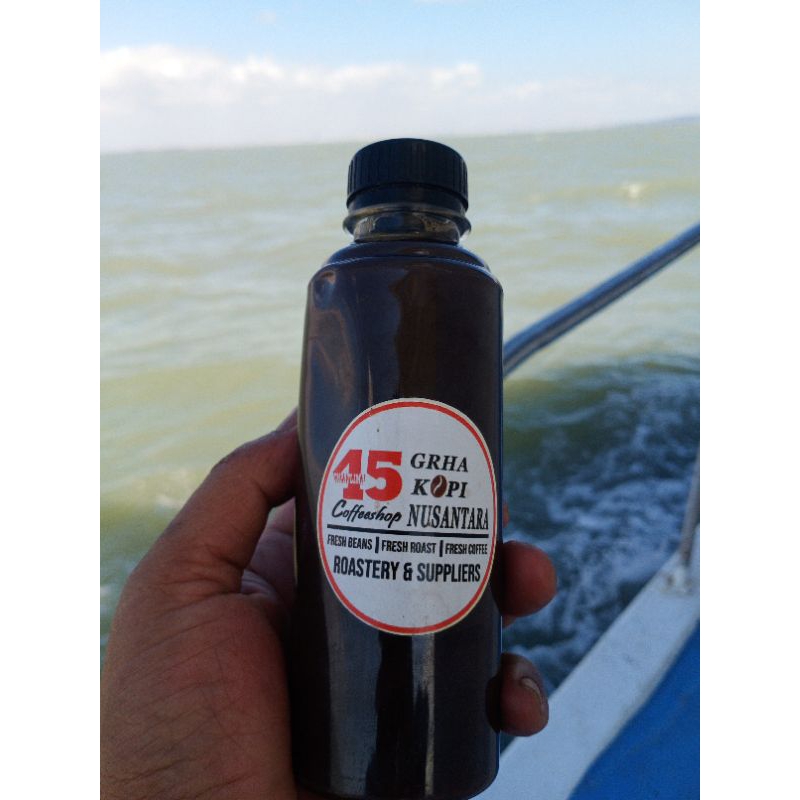 45 GRHA
KOPI
Coffeeshop NUSANTARA
FRESH BEANS | FRESH ROAST | FRESH COFFEE
ROASTERY & SUPPLIERS